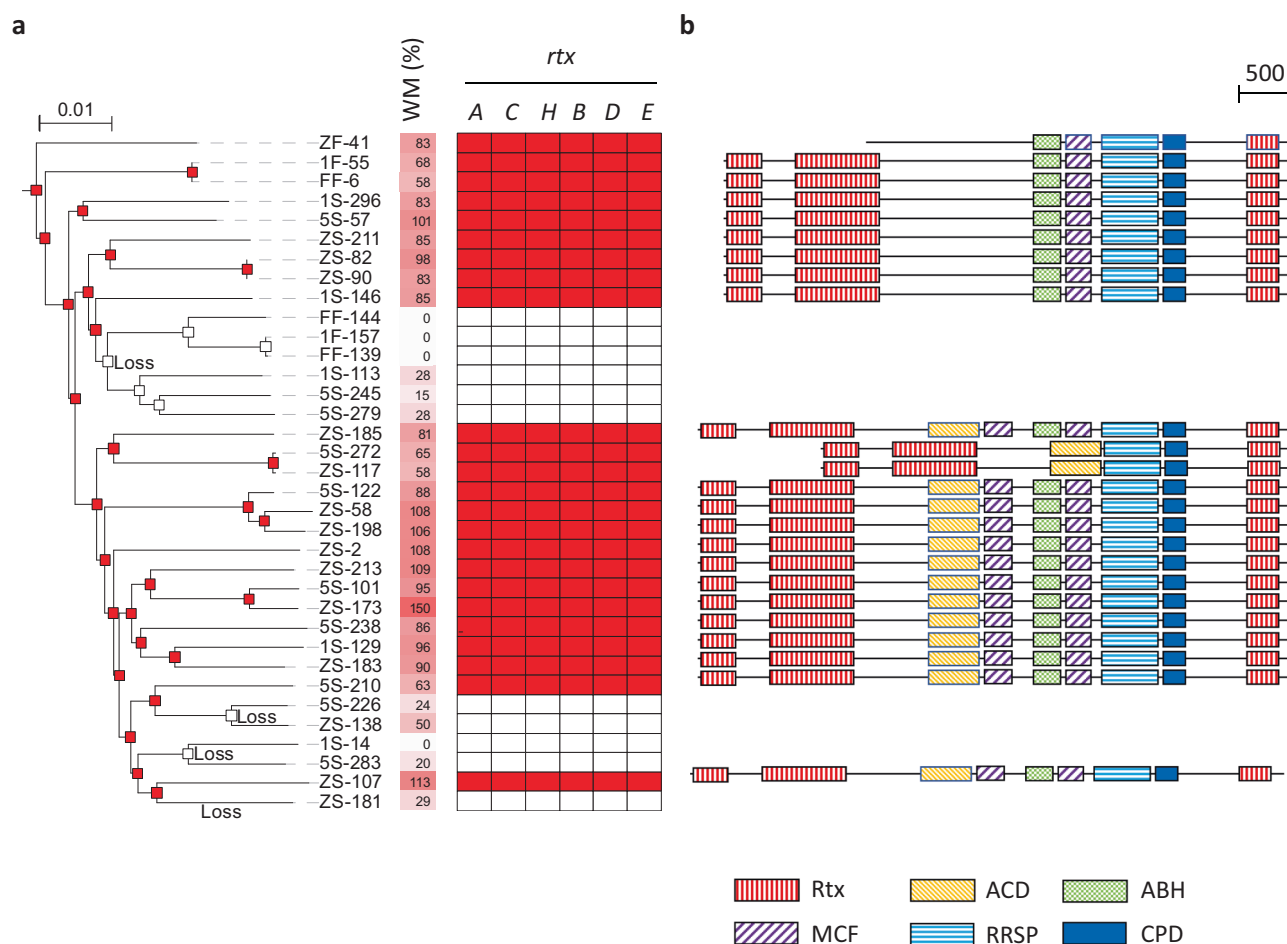 a
b
WM (%)
rtx
500
0.01
A C H B D E
ZF-41 83
1F-55 68
FF-6 58
1S-296 83
5S-57 101
ZS-211 85
ZS-82 98
ZS-90 83
1S-146 85
FF-144 0
1F-157 0
FF-139 0
Loss
1S-113 28
5S-245 15
5S-279 28
ZS-185 81
5S-272 65
ZS-117 58
5S-122 88
ZS-58 108
ZS-198 106
ZS-2 108
ZS-213 109
5S-101 95
ZS-173 150
5S-238 86
1S-129 96
ZS-183 90
5S-210 63
5S-226 24
Loss
ZS-138 50
1S-14 0
Loss
5S-283 20
ZS-107 113
ZS-181 29
Loss
Rtx ACD ABH
MCF RRSP CPD